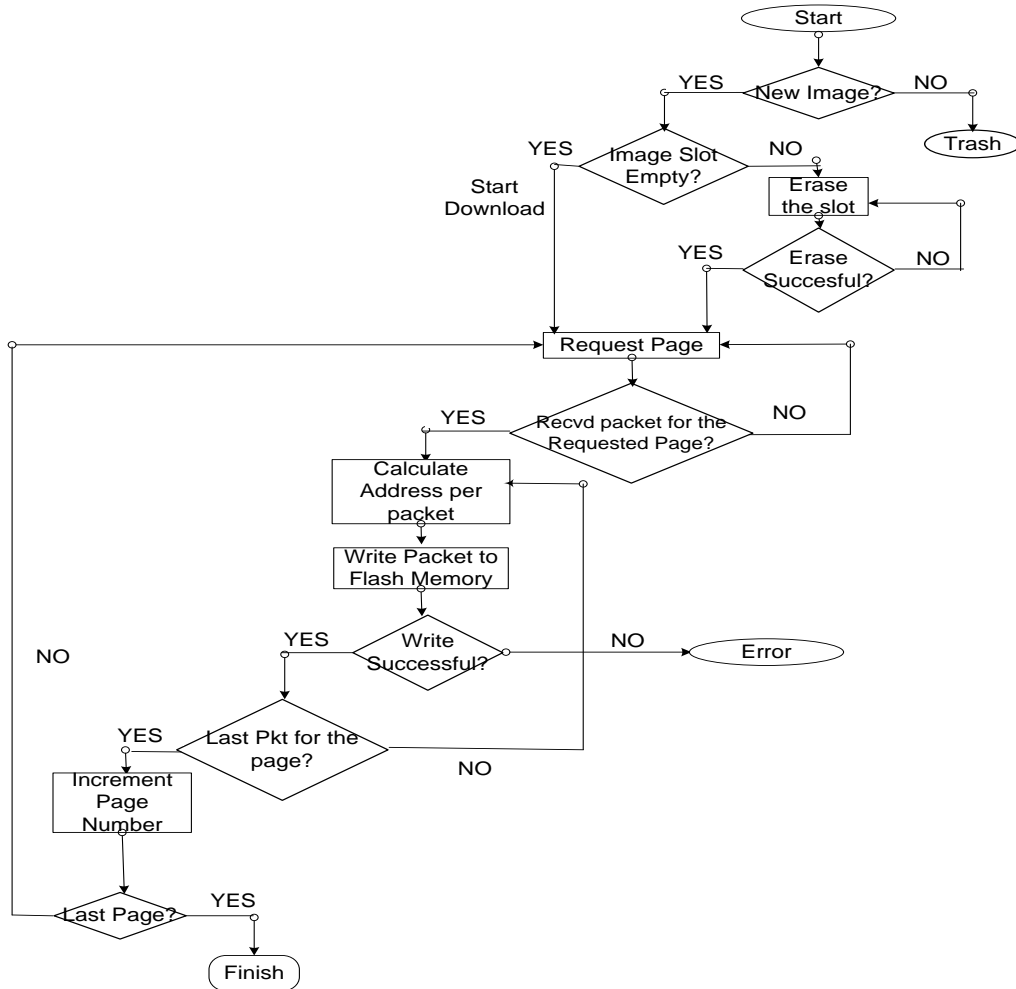 Start
YES
New Image?
NO
Trash
YES
Image Slot
Empty?
NO
Start
Download
Erase
the slot
YES
Erase
Succesful?
NO
Request Page
YES
Recvd packet for the
Requested Page?
NO
Calculate
Address per
packet
Write Packet to
Flash Memory
YES
Write
Successful?
NO
Error
NO
YES
Last Pkt for the
page?
NO
Increment
Page
Number
Last Page?
YES
Finish